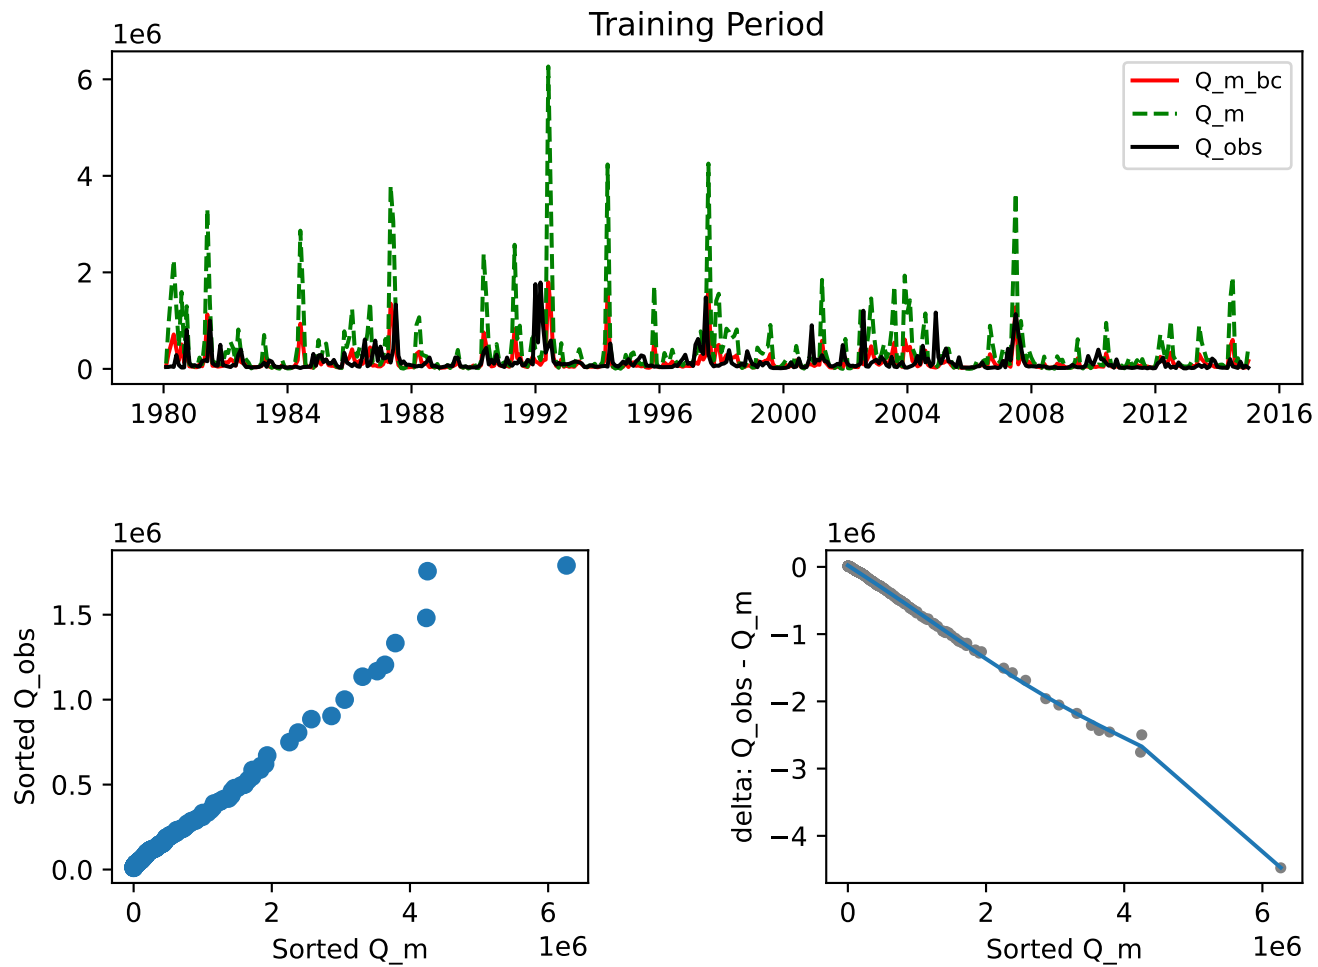 Training Period
1e6
6
4
2
0
Q_m_bc
Q_m
Q_obs
1980 1984 1988 1992 1996 2000 2004 2008 2012 2016
1e6
Sorted Q_obs
1.5
1.0
0.5
0.0
0 2 4 6
Sorted Q_m
1e6
1e6
delta: Q_obs - Q_m
0
−1
−2
−3
−4
0 2 4 6
Sorted Q_m
1e6